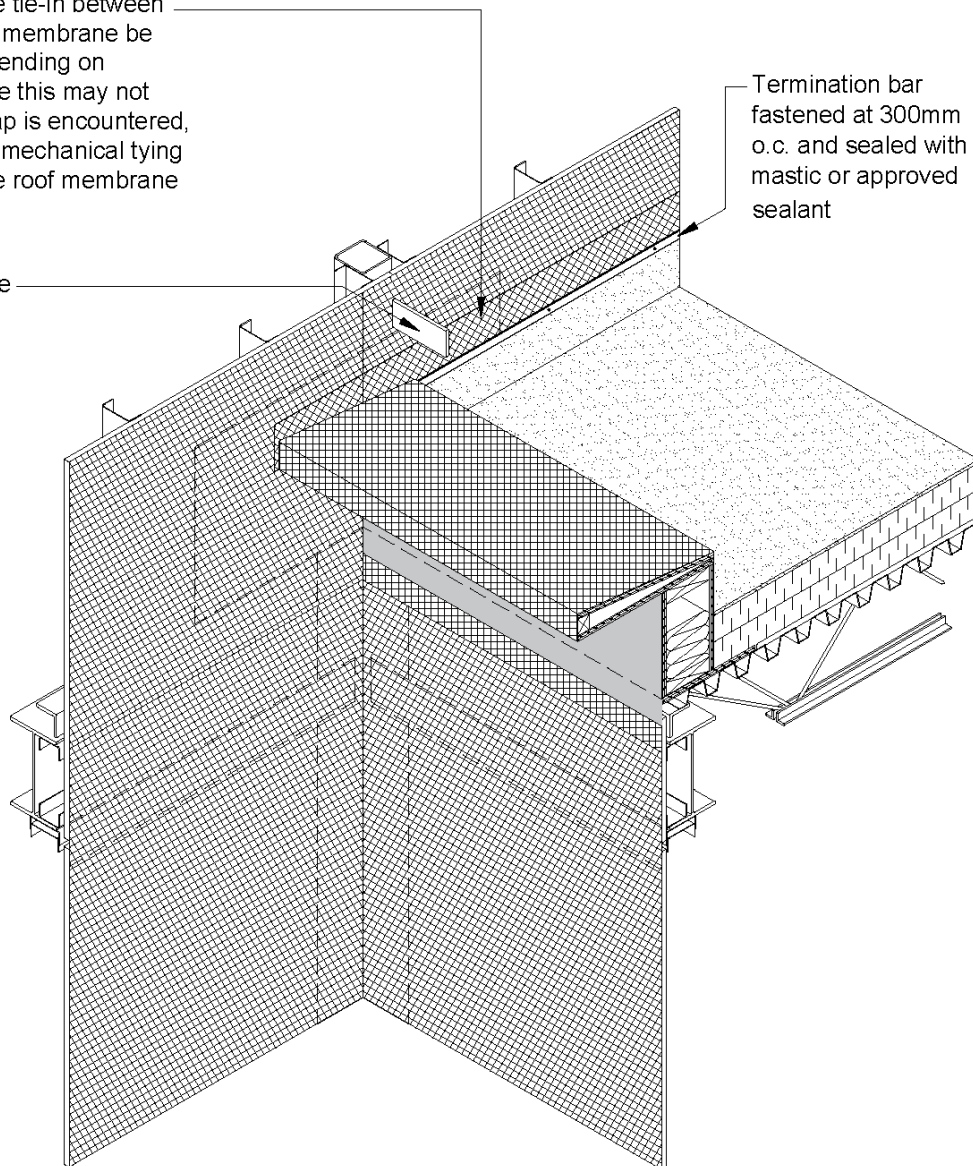 e tie-in between
membrane be
ending on
e this may not
ap is encountered,
mechanical tying
e roof membrane
e
Termination bar
fastened at 300mm
o.c. and sealed with
mastic or approved
sealant